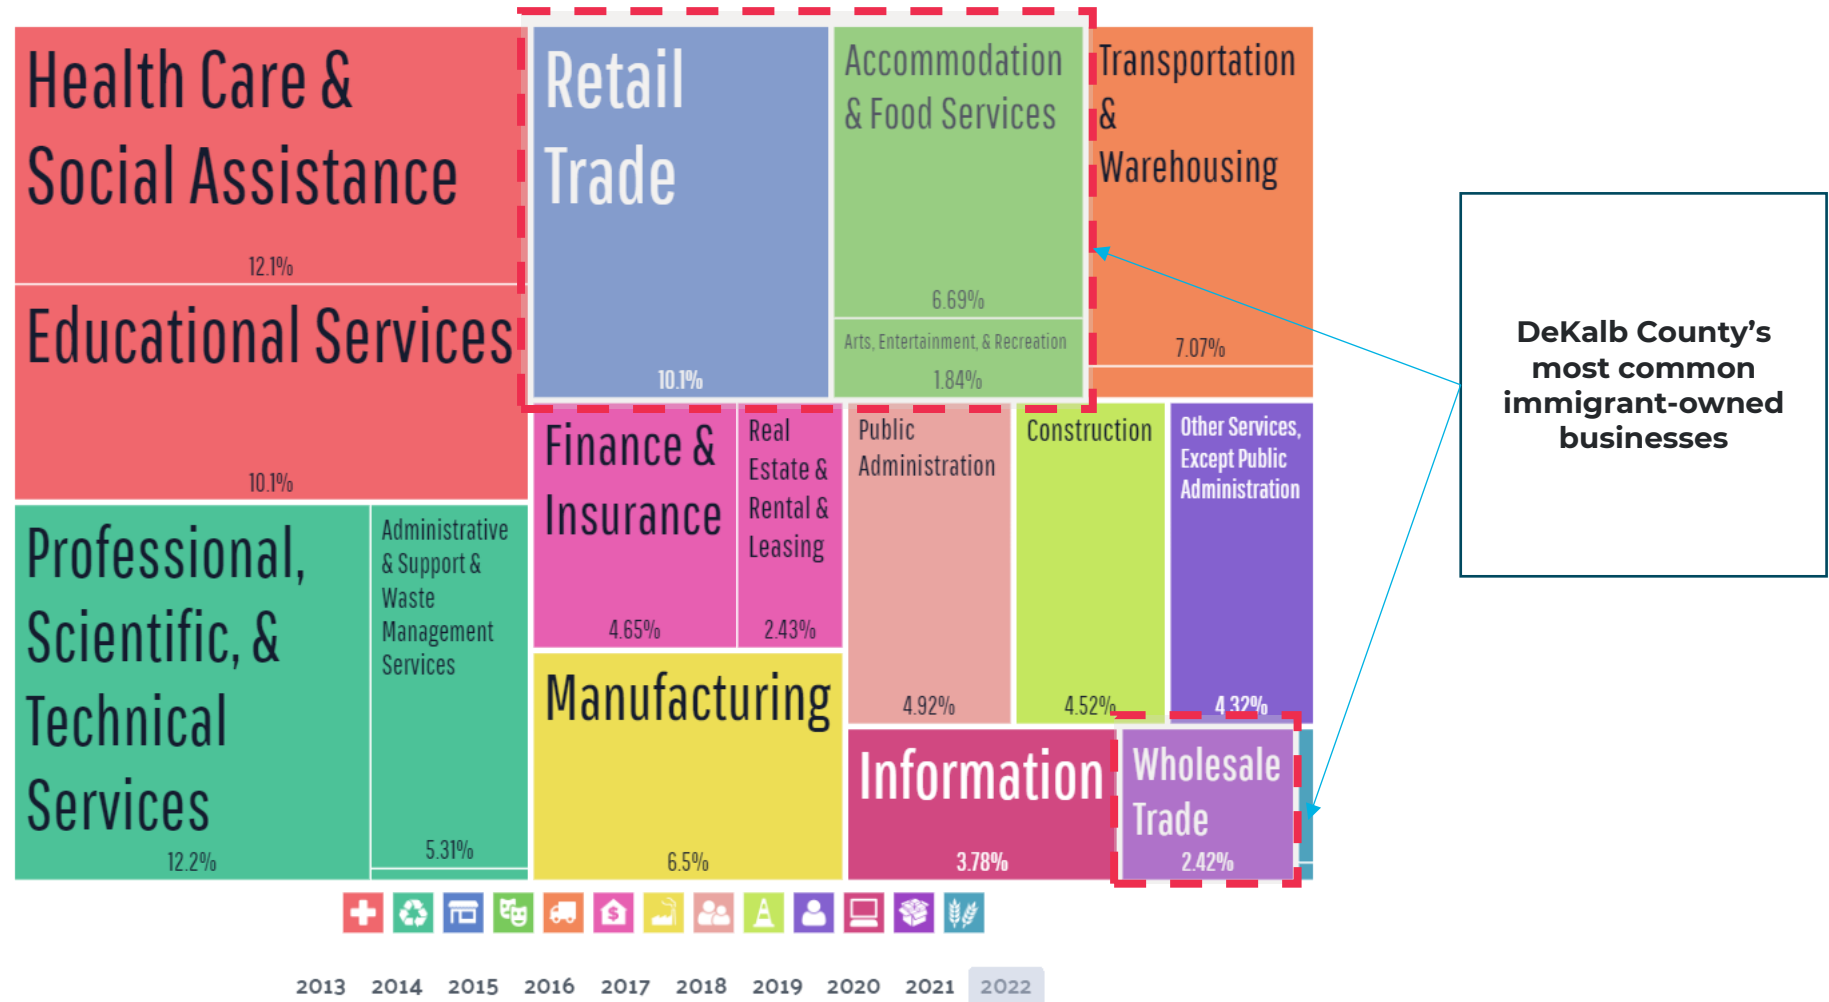 Health Care &
Social Assistance
12.1%
Educational Services
10.1%
Professional,
Scientific, &
Technical
Services
12.2%
Administrative
& Support &
Waste
Management
Services
5.31%
Retail
Trade
10.1%
Accommodation
& Food Services
6.69%
Arts, Entertainment, & Recreation
1.84%
Transportation
&
Warehousing
7.07%
Finance &
Insurance
4.65%
Real
Estate &
Rental &
Leasing
2.43%
Manufacturing
6.5%
Public
Administration
4.92%
Construction
4.52%
Other Services,
Except Public
Administration
4.32%
Information
3.78%
Wholesale
Trade
2.42%
DeKalb County’s
most common
immigrant-owned
businesses
$
2013 2014 2015 2016 2017 2018 2019 2020 2021 2022